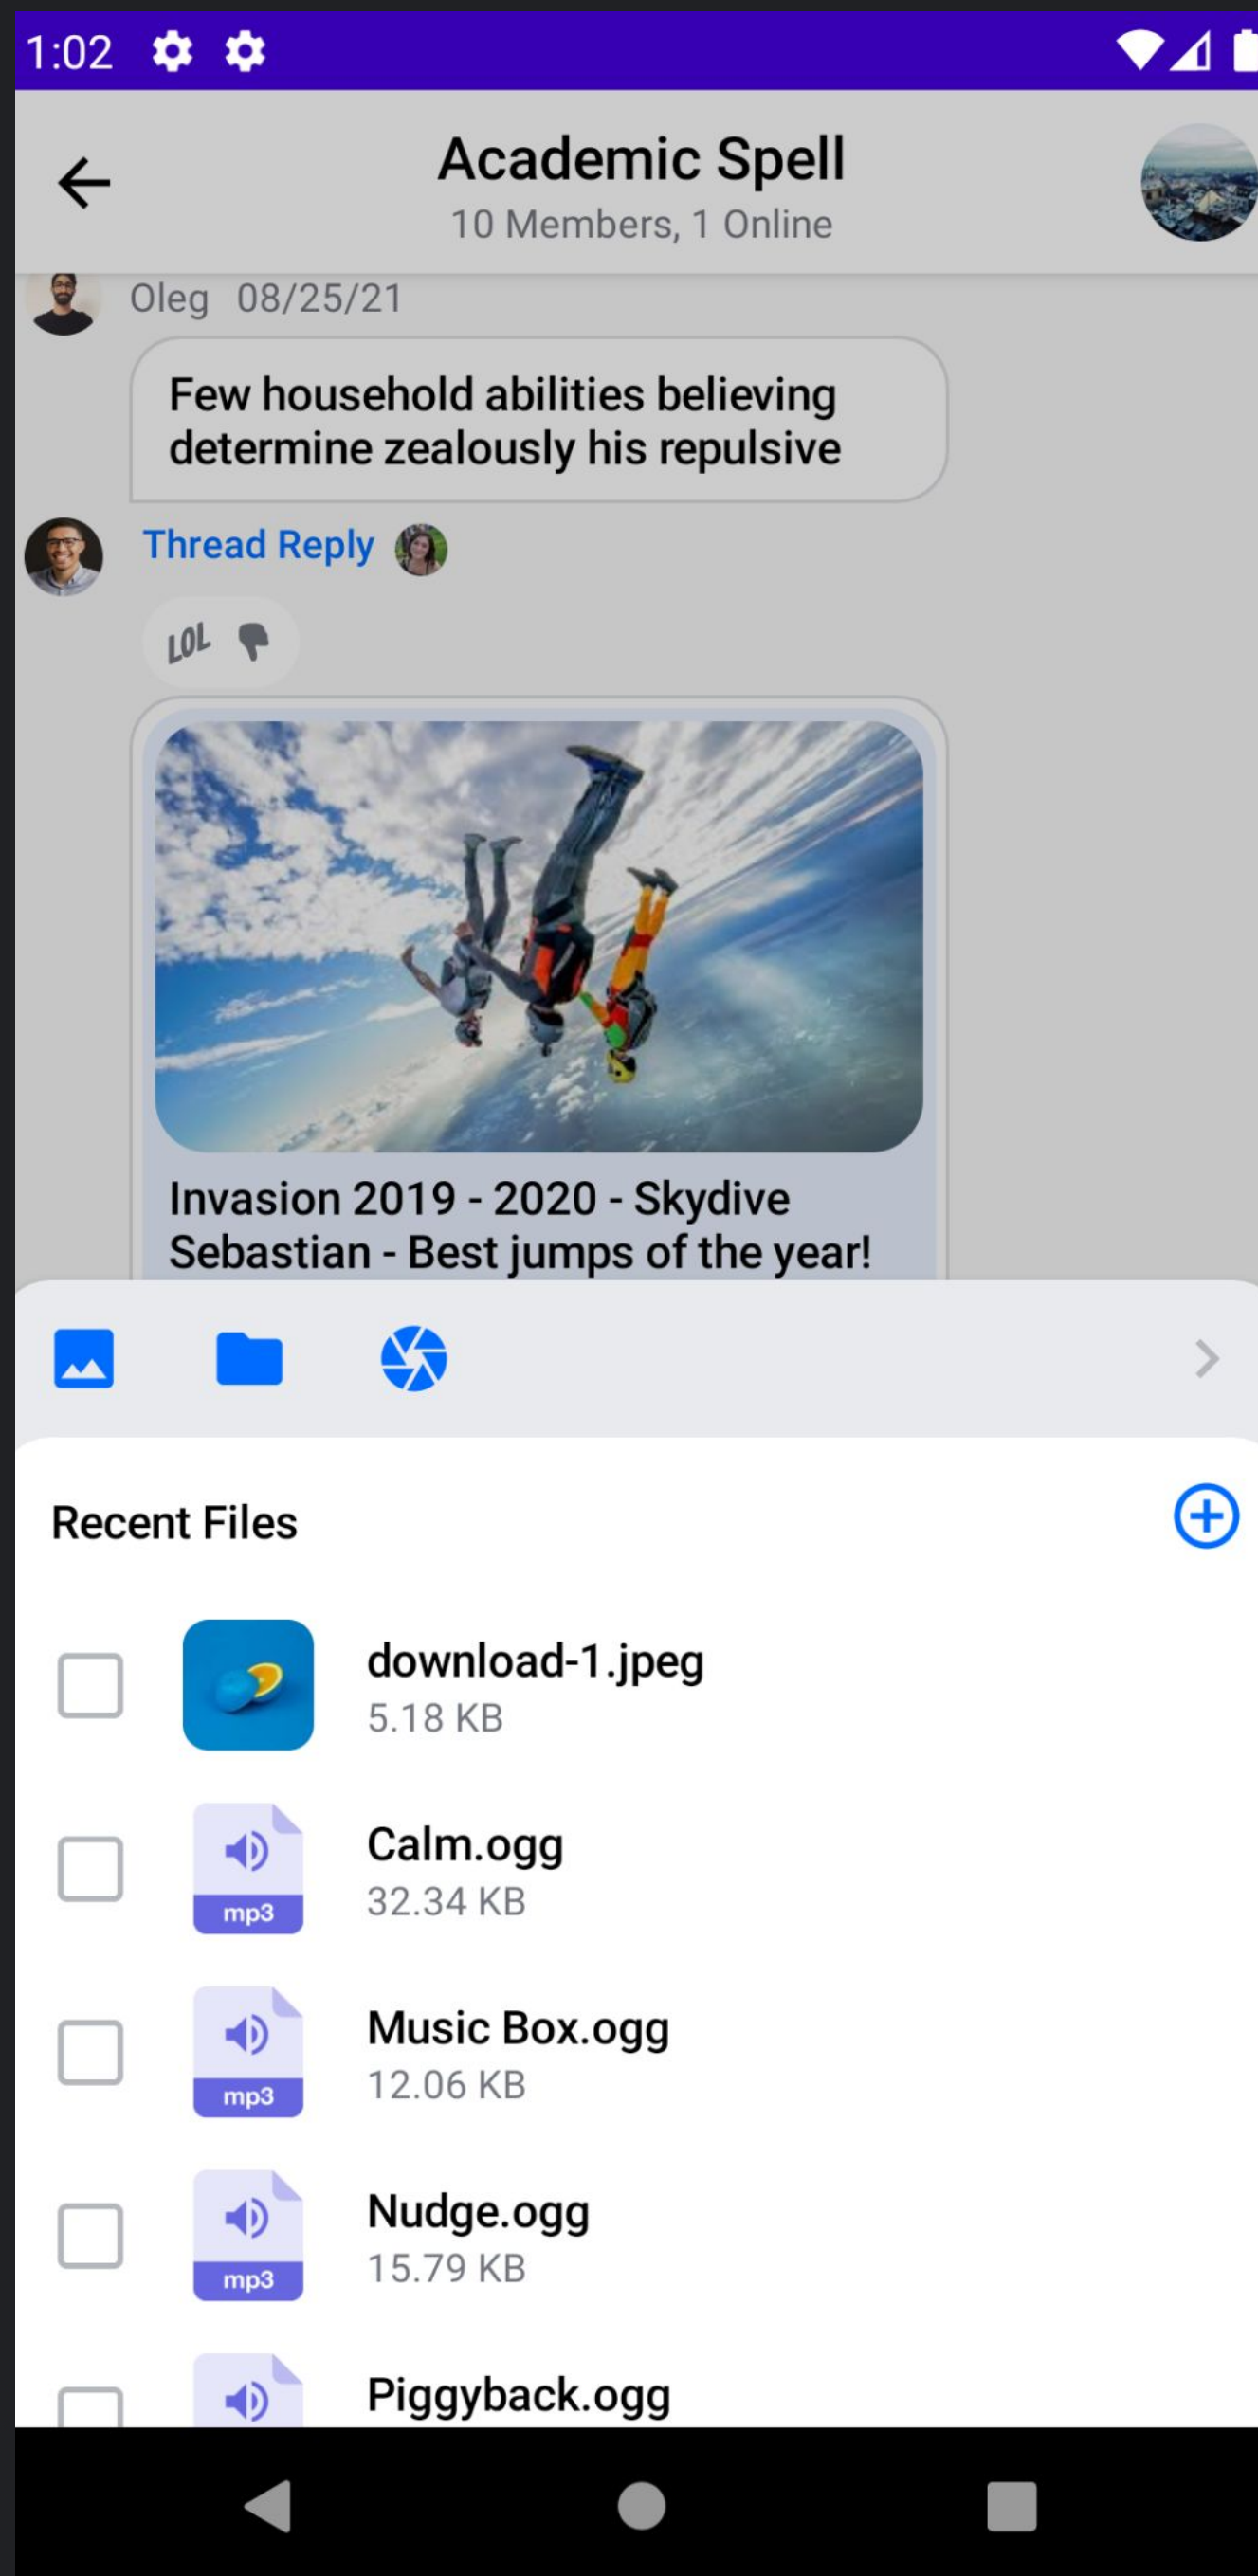 1:02
Academic Spell
10 Members, 1 Online
Oleg 08/25/21
Few household abilities believing
determine zealously his repulsive
Thread Reply
LOL
Invasion 2019 - 2020 - Skydive
Sebastian - Best jumps of the year!
Recent Files
download-1.jpeg
5.18 KB
mp3
Calm.ogg
32.34 KB
mp3
Music Box.ogg
12.06 KB
mp3
Nudge.ogg
15.79 KB
Piggyback.ogg